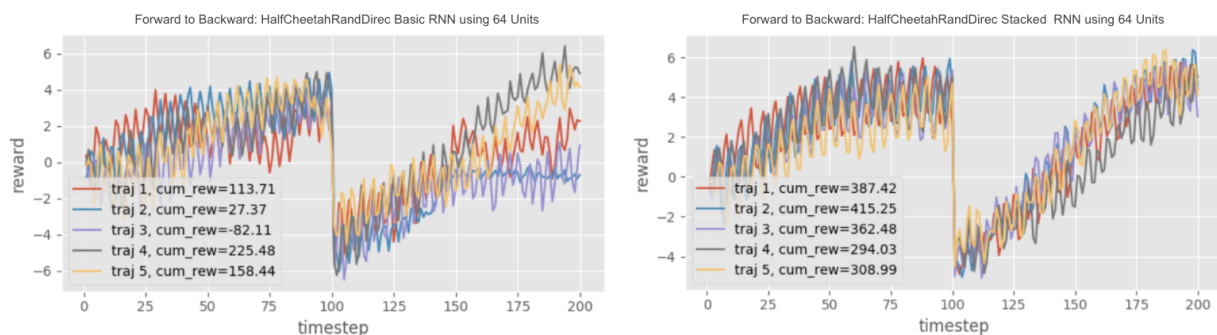 Forward to Backward: HalfCheetahRandDirec Basic RNN using 64 Units
6
4
2
0
−2
−4
−6
reward
traj 1, cum_rew=113.71
traj 2, cum_rew=27.37
traj 3, cum_rew=-82.11
traj 4, cum_rew=225.48
traj 5, cum_rew=158.44
0 25 50 75 100 125 150 175 200
timestep
Forward to Backward: HalfCheetahRandDirec Stacked RNN using 64 Units
6
4
2
0
−2
−4
reward
traj 1, cum_rew=387.42
traj 2, cum_rew=415.25
traj 3, cum_rew=362.48
traj 4, cum_rew=294.03
traj 5, cum_rew=308.99
0 25 50 75 100 125 150 175 200
timestep